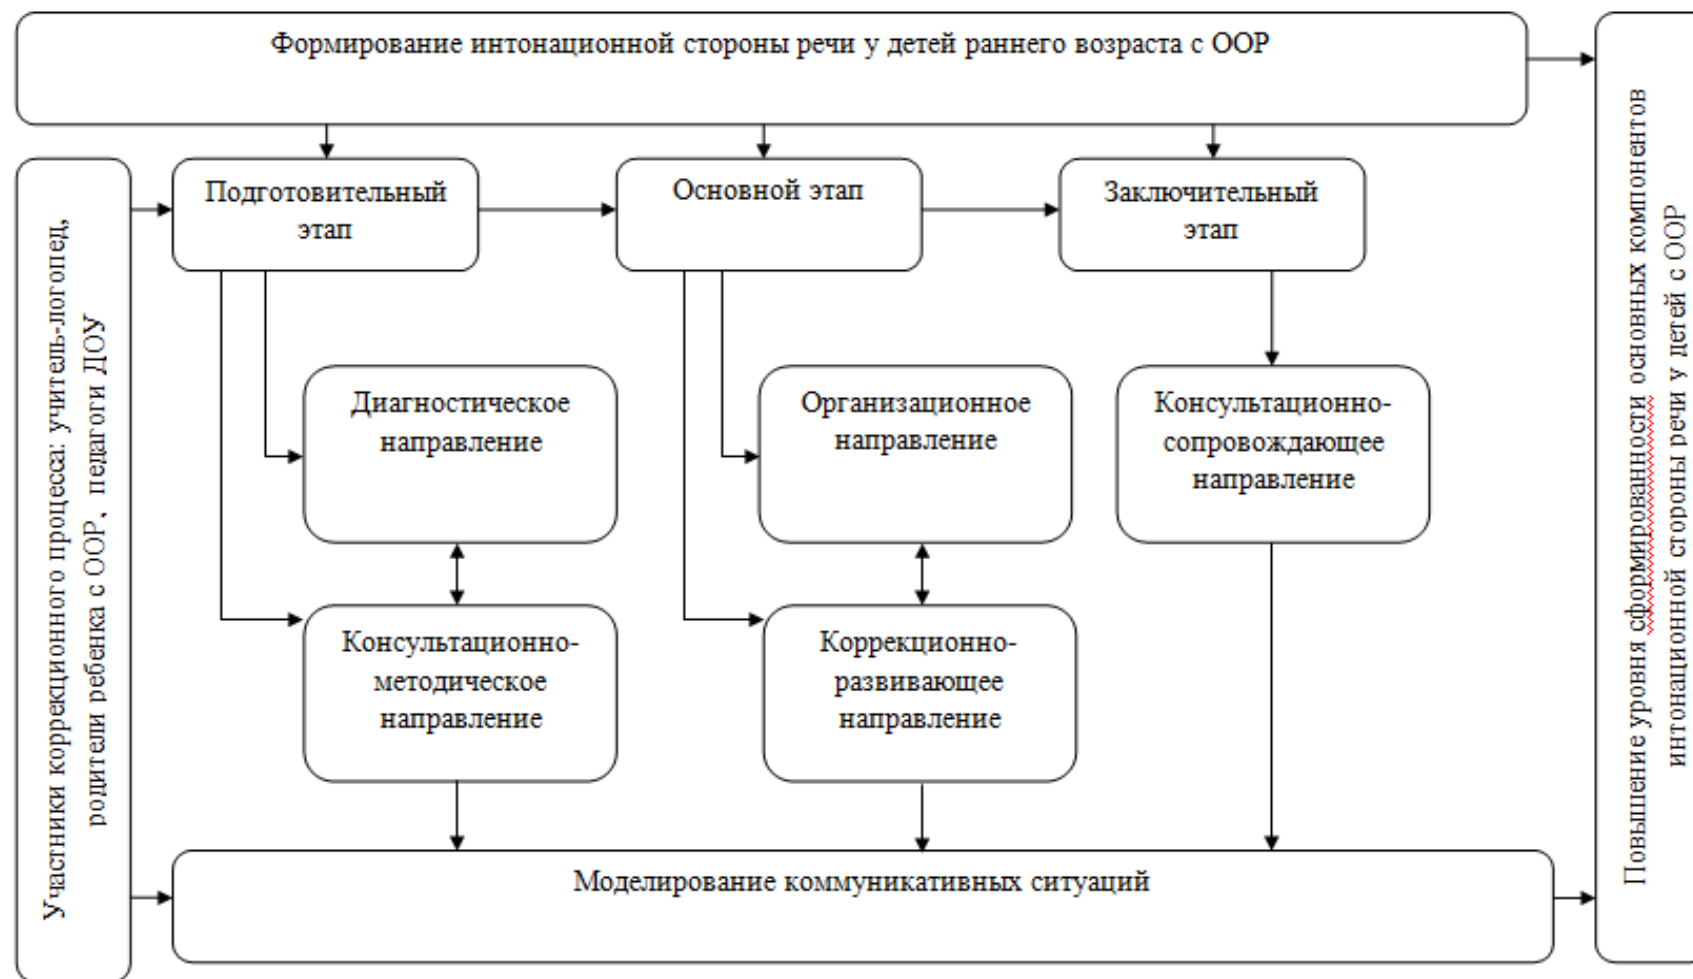 Формирование интонационной стороны речи у детей раннего возраста с ООР
Участники коррекционного процесса: учитель-логопед,
родители ребенка с ООР, педагоги ДОУ
Подготовительный
этап
Основной этап
Заключительный
этап
Диагностическое
направление
Организационное
направление
Консультационно-
сопровождающее
направление
Консультационно-
методическое
направление
Коррекционно-
развивающее
направление
Моделирование коммуникативных ситуаций
Повышение уровня сформированности основных компонентов
интонационной стороны речи у детей с ООР